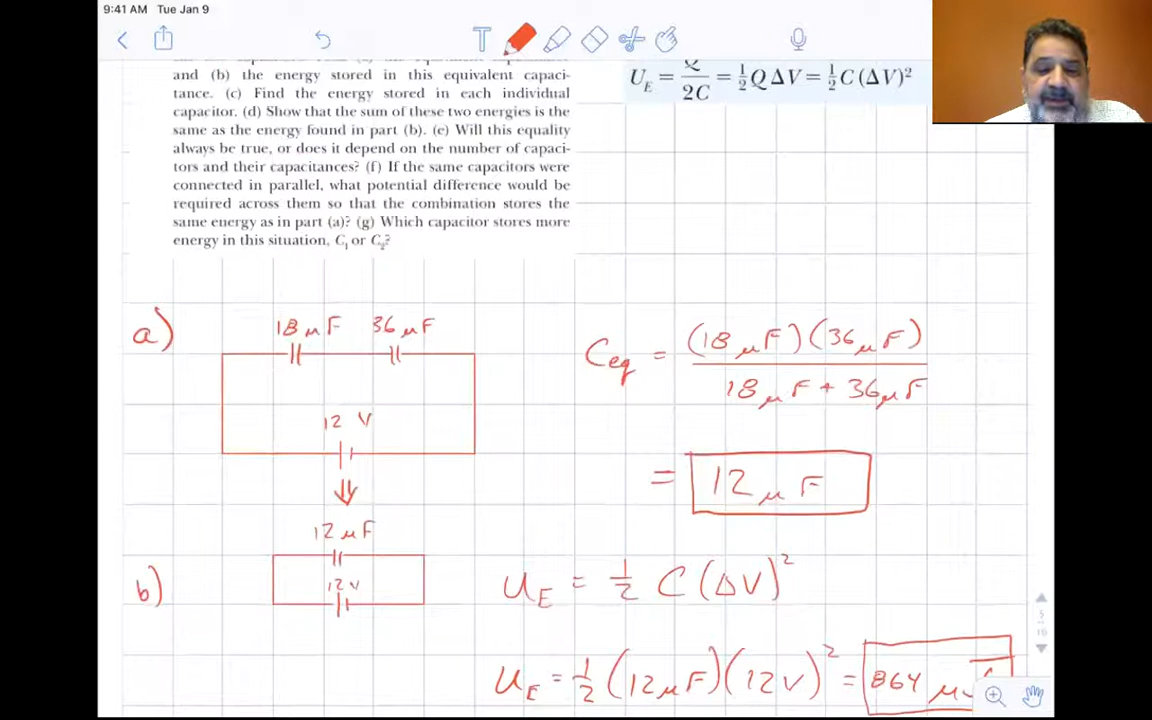 9:41 AM Tue Jan 9
T
and (b) the energy stored in this equivalent capaci-
tance. (c) Find the energy stored in each individual
capacitor. (d) Show that the sum of these two energies is the
same as the energy found in part (b). (e) Will this equality
always be true, or does it depend on the number of capaci-
tors and their capacitances? (f) If the same capacitors were
connected in parallel, what potential difference would be
required across them so that the combination stores the
same energy as in part (a)? (g) Which capacitor stores more
energy in this situation, C₁ or C₂?
U_E = Q²/2C = ½QΔV = ½C(ΔV)²
a)
18 μF 36 μF
12 V
C_eq = (18 μF)(36 μF)
18 μF + 36 μF
= 12 μF
12 μF
12 V
b)
U_E = ½ C (ΔV)²
U_E = ½ (12 μF)(12 V)² = 864 μJ
5
16